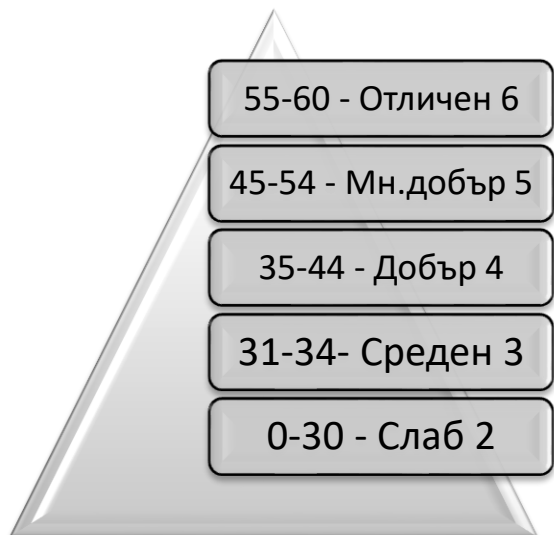 55-60 - Отличен 6
45-54 - Мн.добър 5
35-44 - Добър 4
31-34- Среден 3
0-30 - Слаб 2